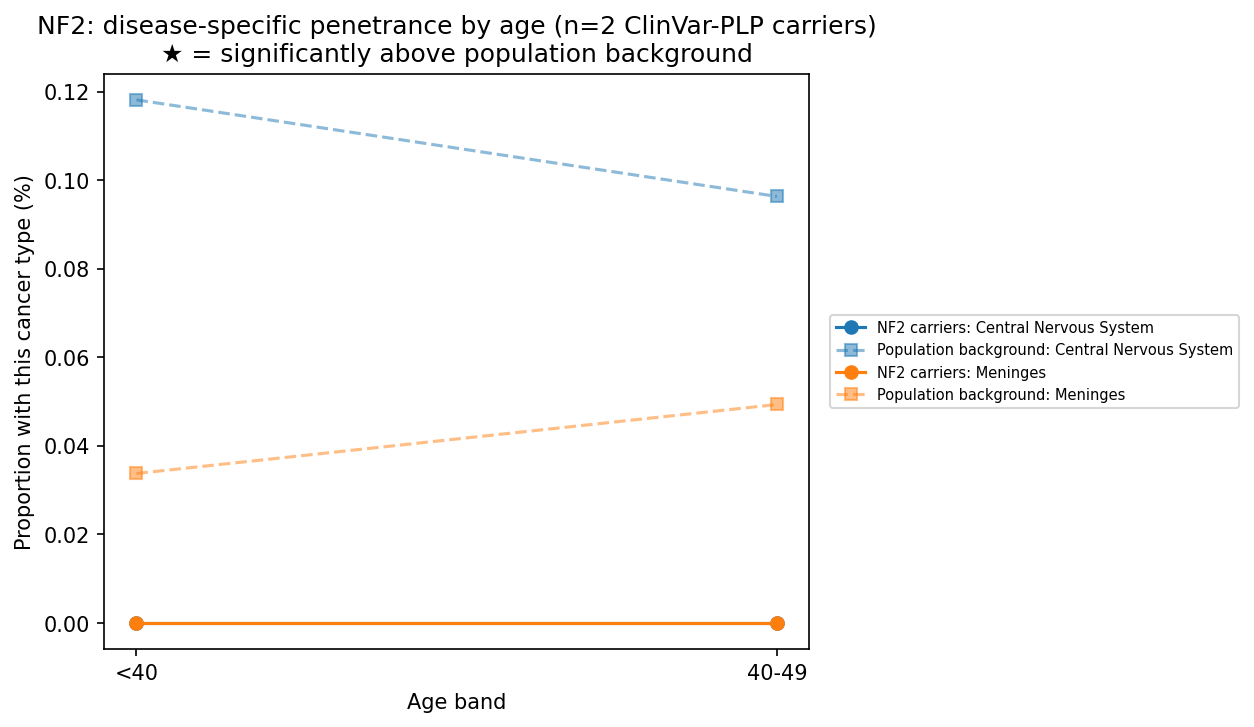 NF2: disease-specific penetrance by age (n=2 ClinVar-PLP carriers)
★ = significantly above population background
Proportion with this cancer type (%)
0.12
0.10
0.08
0.06
0.04
0.02
0.00
<40
40-49
Age band
NF2 carriers: Central Nervous System
Population background: Central Nervous System
NF2 carriers: Meninges
Population background: Meninges